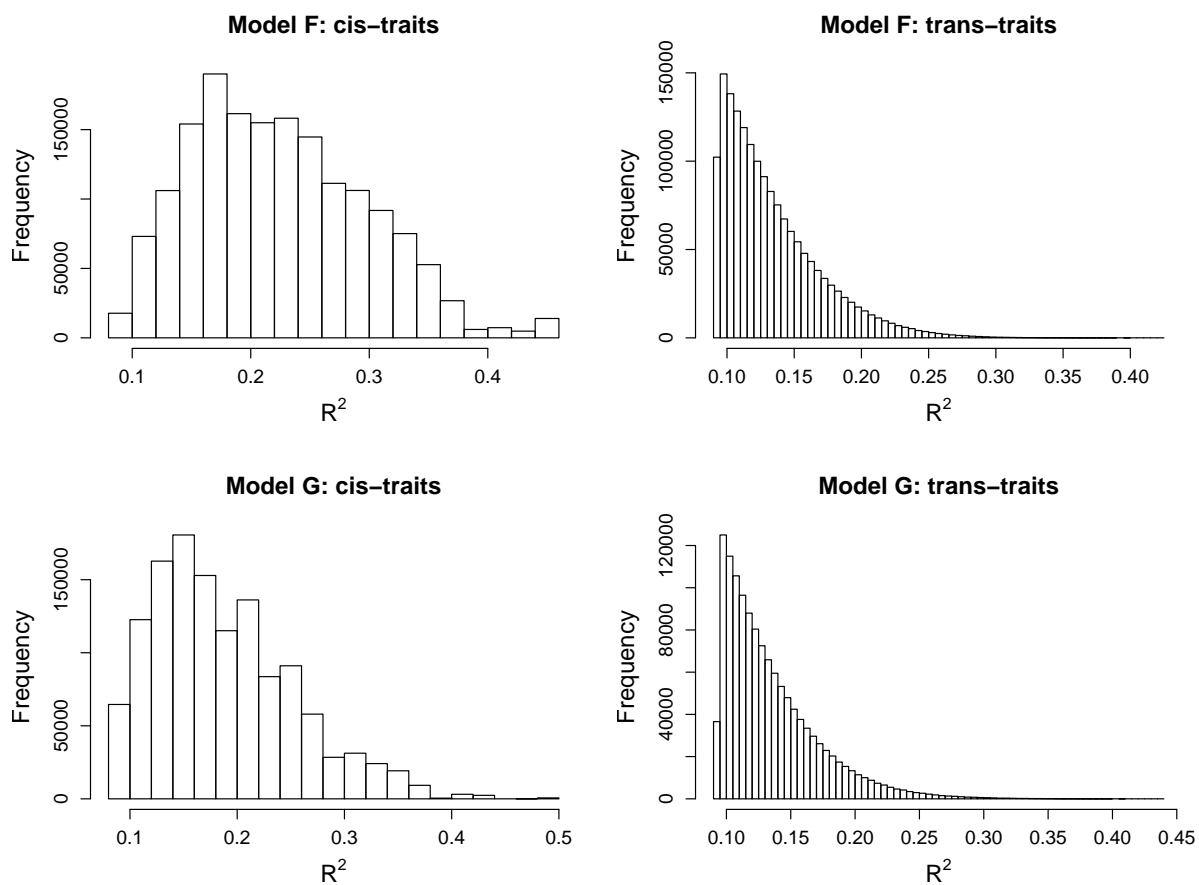 Model F: cis−traits
Frequency
0
50000
150000
0.1 0.2 0.3 0.4
R²
Model F: trans−traits
Frequency
0
50000
100000
150000
0.10 0.15 0.20 0.25 0.30 0.35 0.40
R²
Model G: cis−traits
Frequency
0
50000
150000
0.1 0.2 0.3 0.4 0.5
R²
Model G: trans−traits
Frequency
0
40000
80000
120000
0.10 0.15 0.20 0.25 0.30 0.35 0.40 0.45
R²